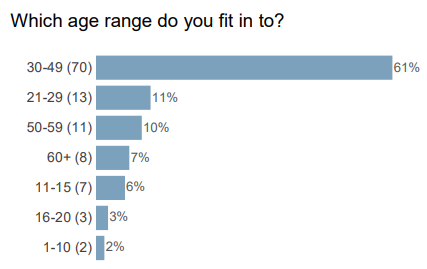 Which age range do you fit in to?
30-49 (70) 61%
21-29 (13) 11%
50-59 (11) 10%
60+ (8) 7%
11-15 (7) 6%
16-20 (3) 3%
1-10 (2) 2%